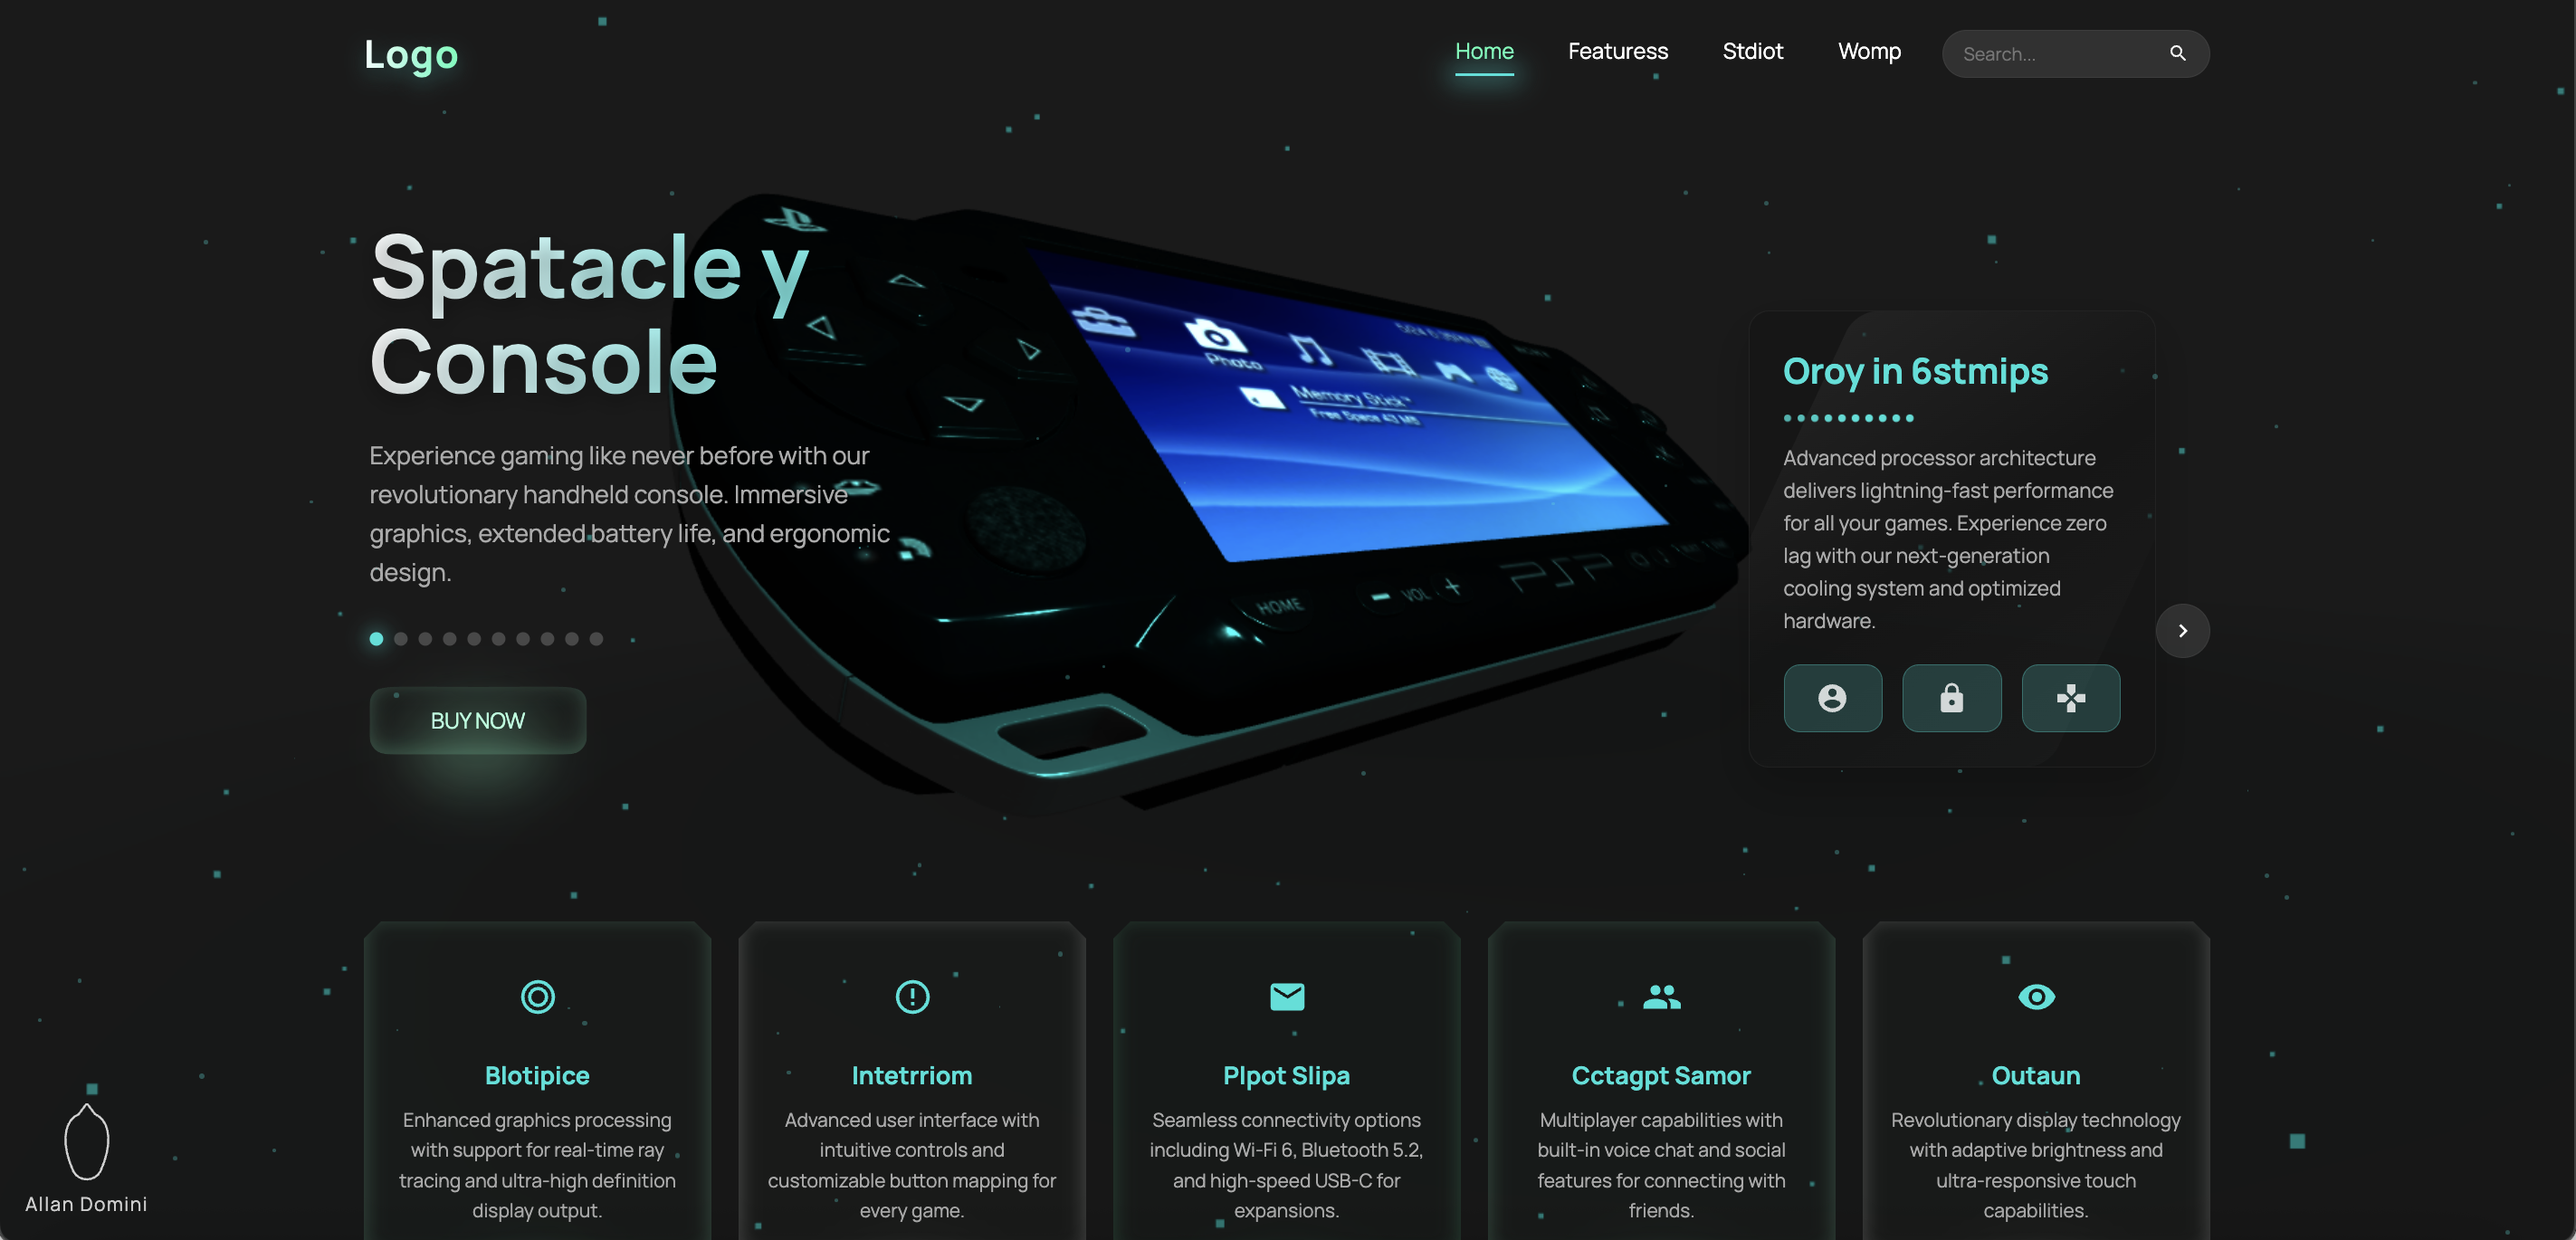 Logo
Home
Featuress
Stdiot
Womp
Search...
Spatacle y
Console
Experience gaming like never before with our
revolutionary handheld console. Immersive
graphics, extended battery life, and ergonomic
design.
BUY NOW
Photo
Memory Stick™
Free Space 43 MB
HOME
VOL
PSP
Oroy in 6stmips
Advanced processor architecture
delivers lightning-fast performance
for all your games. Experience zero
lag with our next-generation
cooling system and optimized
hardware.
Blotipice
Enhanced graphics processing
with support for real-time ray
tracing and ultra-high definition
display output.
Intetrriom
Advanced user interface with
intuitive controls and
customizable button mapping for
every game.
Plpot Slipa
Seamless connectivity options
including Wi-Fi 6, Bluetooth 5.2,
and high-speed USB-C for
expansions.
Cctagpt Samor
Multiplayer capabilities with
built-in voice chat and social
features for connecting with
friends.
Outaun
Revolutionary display technology
with adaptive brightness and
ultra-responsive touch
capabilities.
Allan Domini